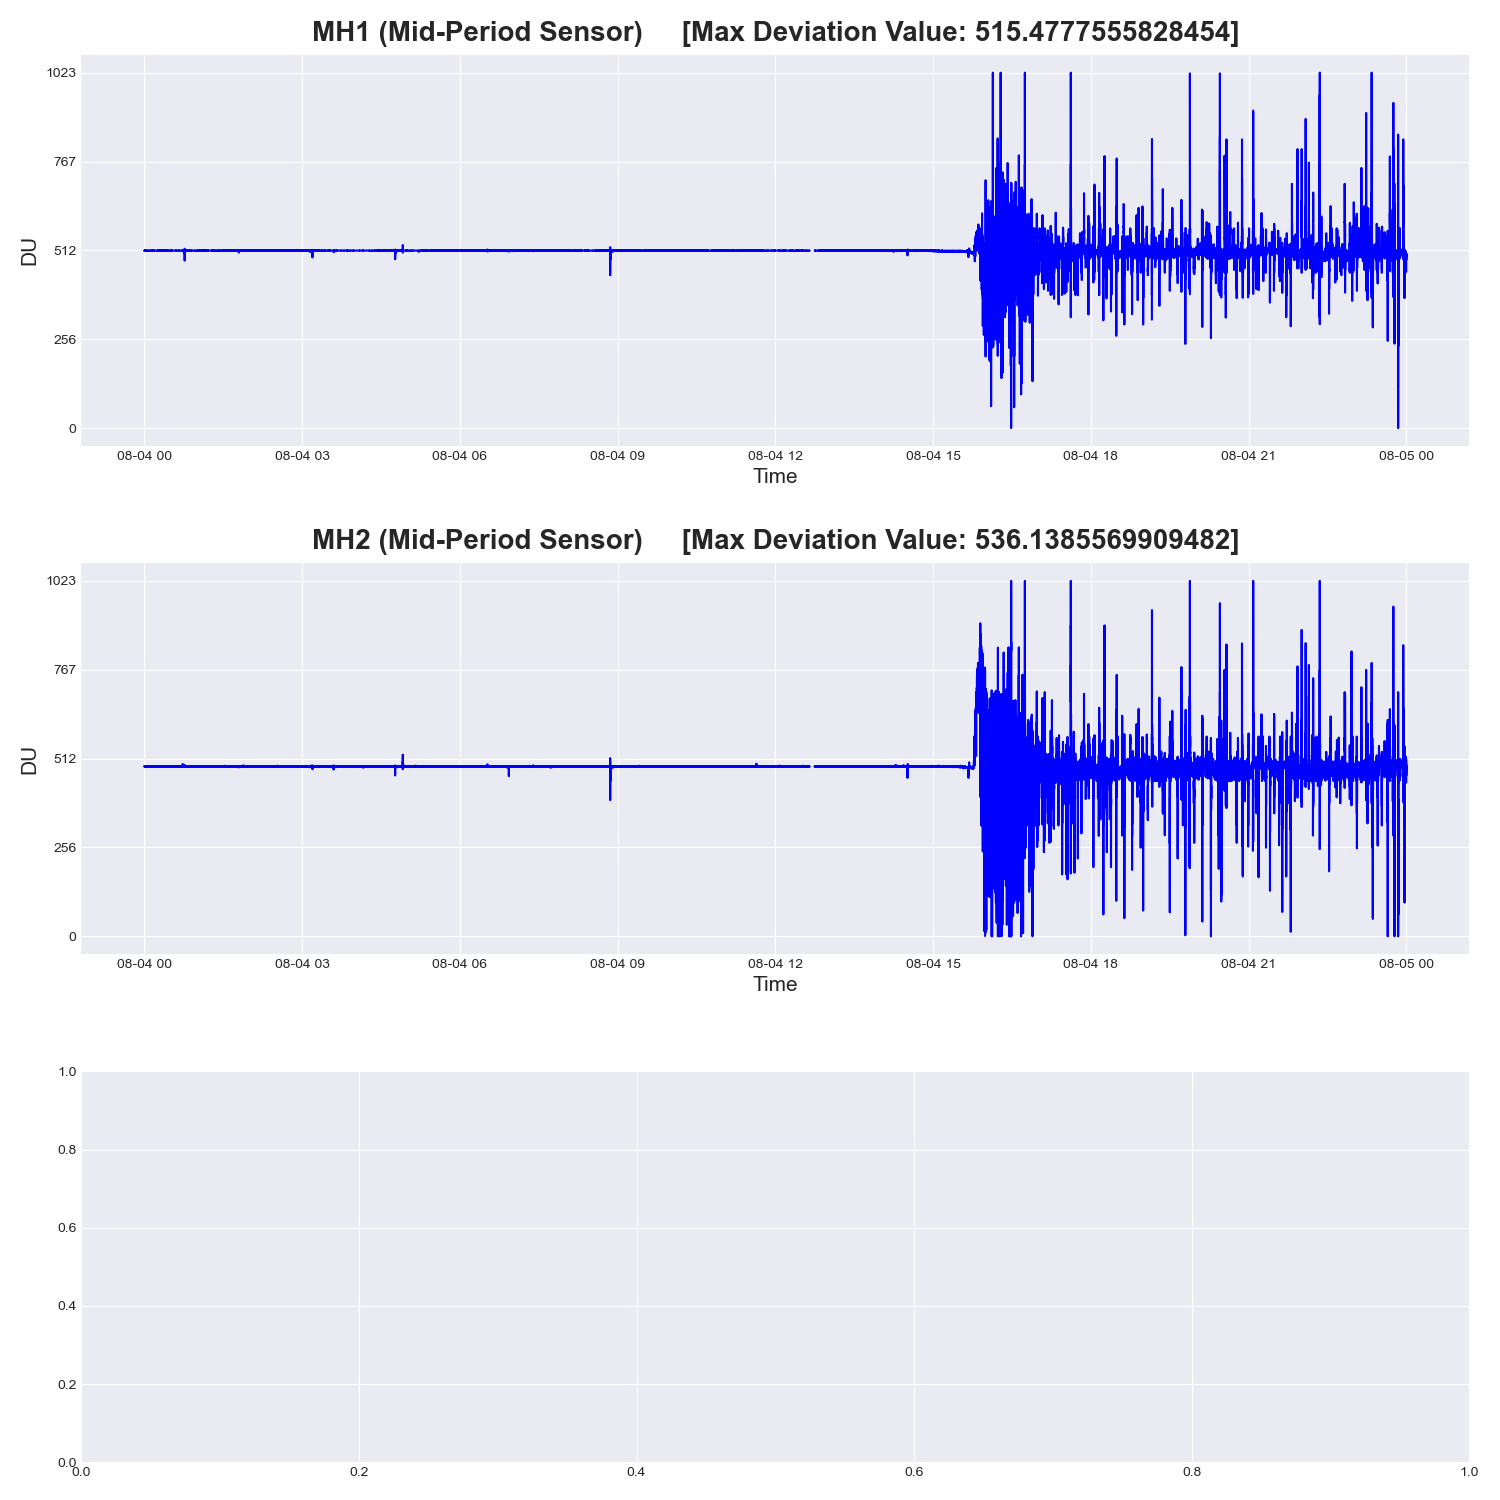 MH1 (Mid-Period Sensor) [Max Deviation Value: 515.4777555828454]
1023
767
512
256
0
DU
08-04 00 08-04 03 08-04 06 08-04 09 08-04 12 08-04 15 08-04 18 08-04 21 08-05 00
Time
MH2 (Mid-Period Sensor) [Max Deviation Value: 536.1385569909482]
1023
767
512
256
0
DU
08-04 00 08-04 03 08-04 06 08-04 09 08-04 12 08-04 15 08-04 18 08-04 21 08-05 00
Time
1.0
0.8
0.6
0.4
0.2
0.0
0.0 0.2 0.4 0.6 0.8 1.0